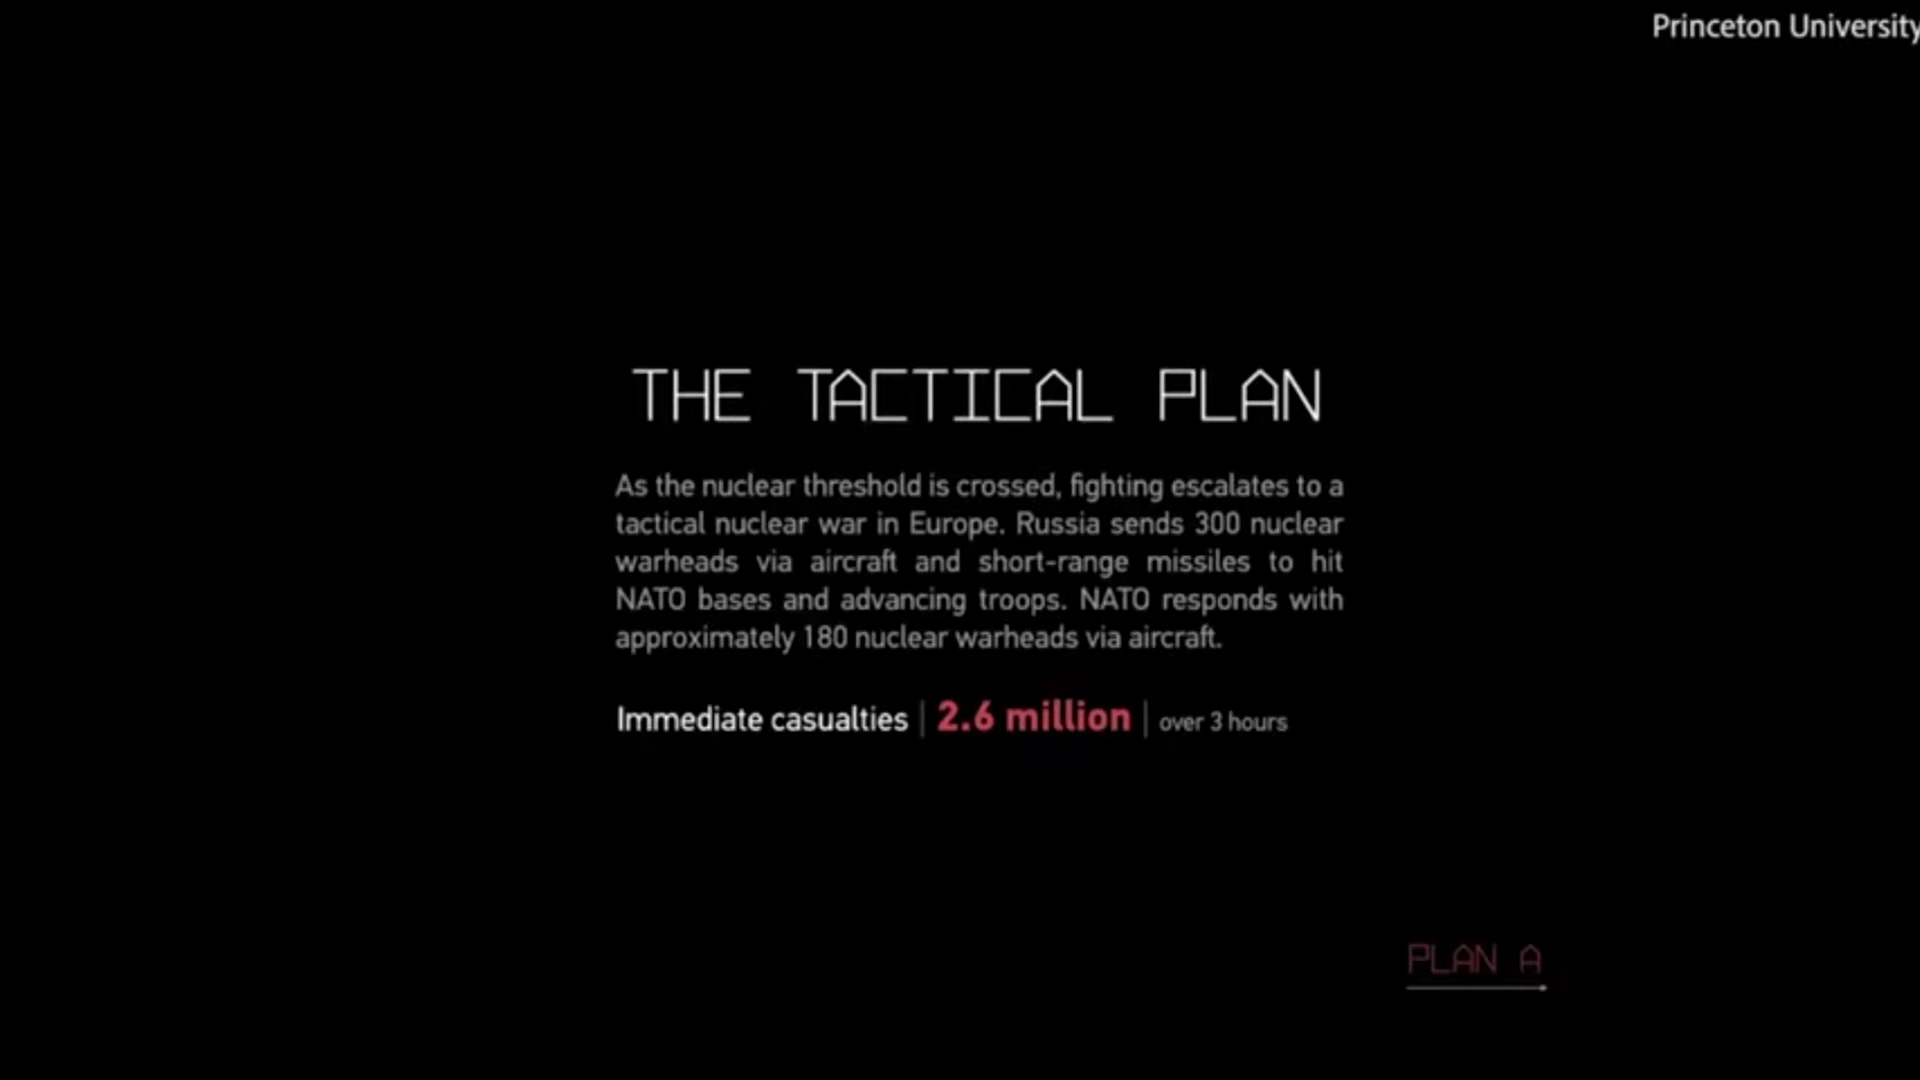 Princeton University
THE TACTICAL PLAN
As the nuclear threshold is crossed, fighting escalates to a
tactical nuclear war in Europe. Russia sends 300 nuclear
warheads via aircraft and short-range missiles to hit
NATO bases and advancing troops. NATO responds with
approximately 180 nuclear warheads via aircraft.
Immediate casualties | 2.6 million | over 3 hours
PLAN A